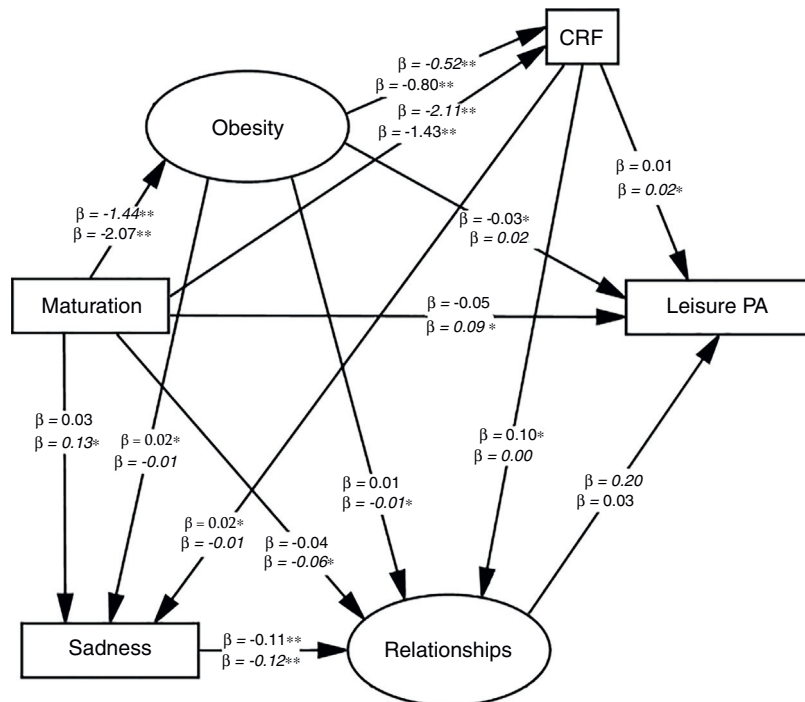 CRF
β = -0.52**
β = -0.80**
β = -2.11**
β = -1.43**
Obesity
β = 0.01
β = 0.02*
β = -1.44**
β = -2.07**
β = -0.03*
β = 0.02
Maturation
β = -0.05
β = 0.09 *
Leisure PA
β = 0.03
β = 0.13*
β = 0.02*
β = -0.01
β = 0.10*
β = 0.00
β = 0.01
β = -0.01*
β = 0.20
β = 0.03
β = 0.02*
β = -0.01
β = -0.04
β = -0.06*
Sadness
β = -0.11**
β = -0.12**
Relationships